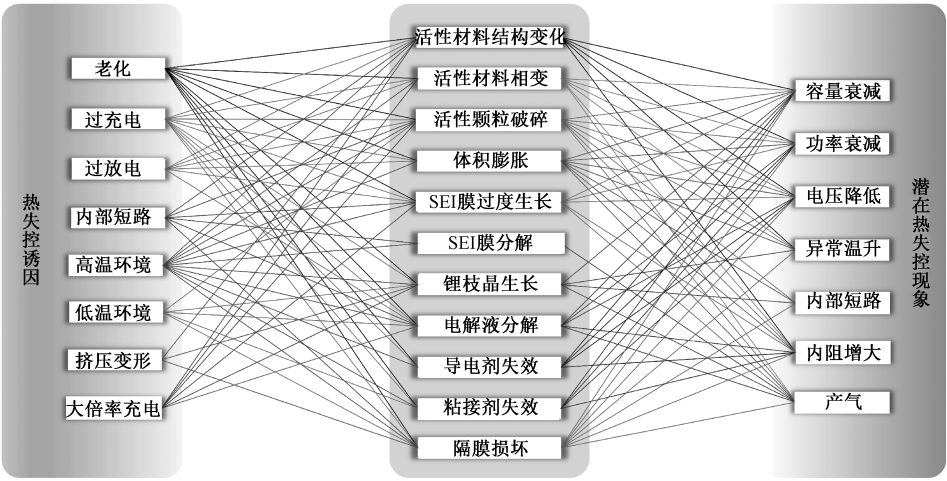 热失控诱因
老化
过充电
过放电
内部短路
高温环境
低温环境
挤压变形
大倍率充电
活性材料结构变化
活性材料相变
活性颗粒破碎
体积膨胀
SEI膜过度生长
SEI膜分解
锂枝晶生长
电解液分解
导电剂失效
粘接剂失效
隔膜损坏
容量衰减
功率衰减
电压降低
异常温升
内部短路
内阻增大
产气
潜在热失控现象